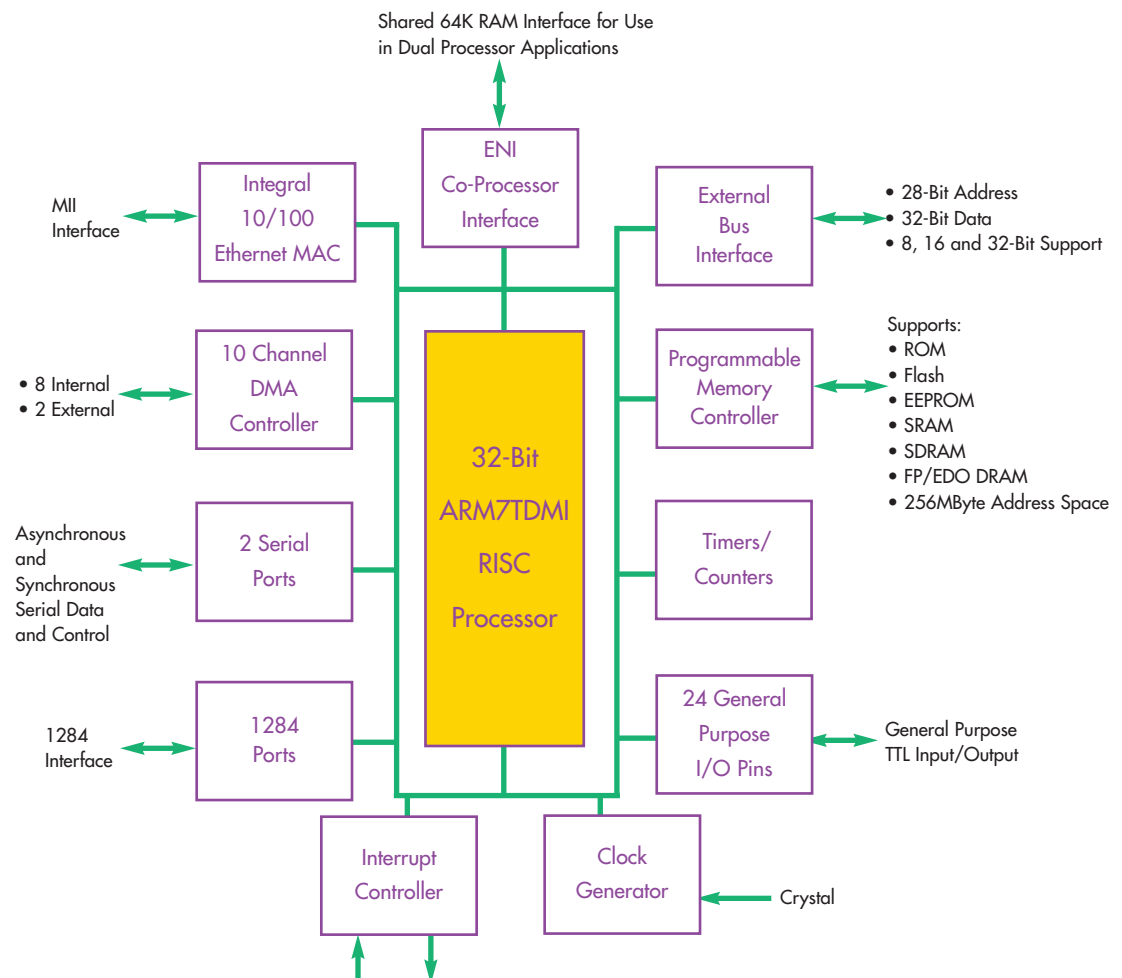 Shared 64K RAM Interface for Use
in Dual Processor Applications
ENI
Co-Processor
Interface
Integral
10/100
Ethernet MAC
MII
Interface
External
Bus
Interface
• 28-Bit Address
• 32-Bit Data
• 8, 16 and 32-Bit Support
10 Channel
DMA
Controller
• 8 Internal
• 2 External
Programmable
Memory
Controller
Supports:
• ROM
• Flash
• EEPROM
• SRAM
• SDRAM
• FP/EDO DRAM
• 256MByte Address Space
32-Bit
ARM7TDMI
RISC
Processor
2 Serial
Ports
Asynchronous
and
Synchronous
Serial Data
and Control
Timers/
Counters
1284
Ports
1284
Interface
24 General
Purpose
I/O Pins
General Purpose
TTL Input/Output
Interrupt
Controller
Clock
Generator
Crystal